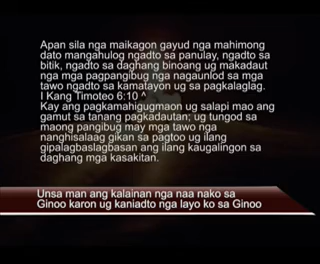 Apan sila nga maikagon gayud nga mahimong
dato mangahulog ngadto sa panulay, ngadto sa
bitik, ngadto sa daghang binoang ug makadaut
nga mga pagpangibug nga nagaunlod sa mga
tawo ngadto sa kamatayon ug sa pagkalaglag.
I Kang Timoteo 6:10 ^
Kay ang pagkamahigugmaon ug salapi mao ang
gamut sa tanang pagkadautan; ug tungod sa
maong pangibug may mga tawo nga
nanghisalaag gikan sa pagtoo ug ilang
gipalagbaslagbasan ang ilang kaugalingon sa
daghang mga kasakitan.
Unsa man ang kalainan nga naa nako sa
Ginoo karon ug kaniadto nga layo ko sa Ginoo